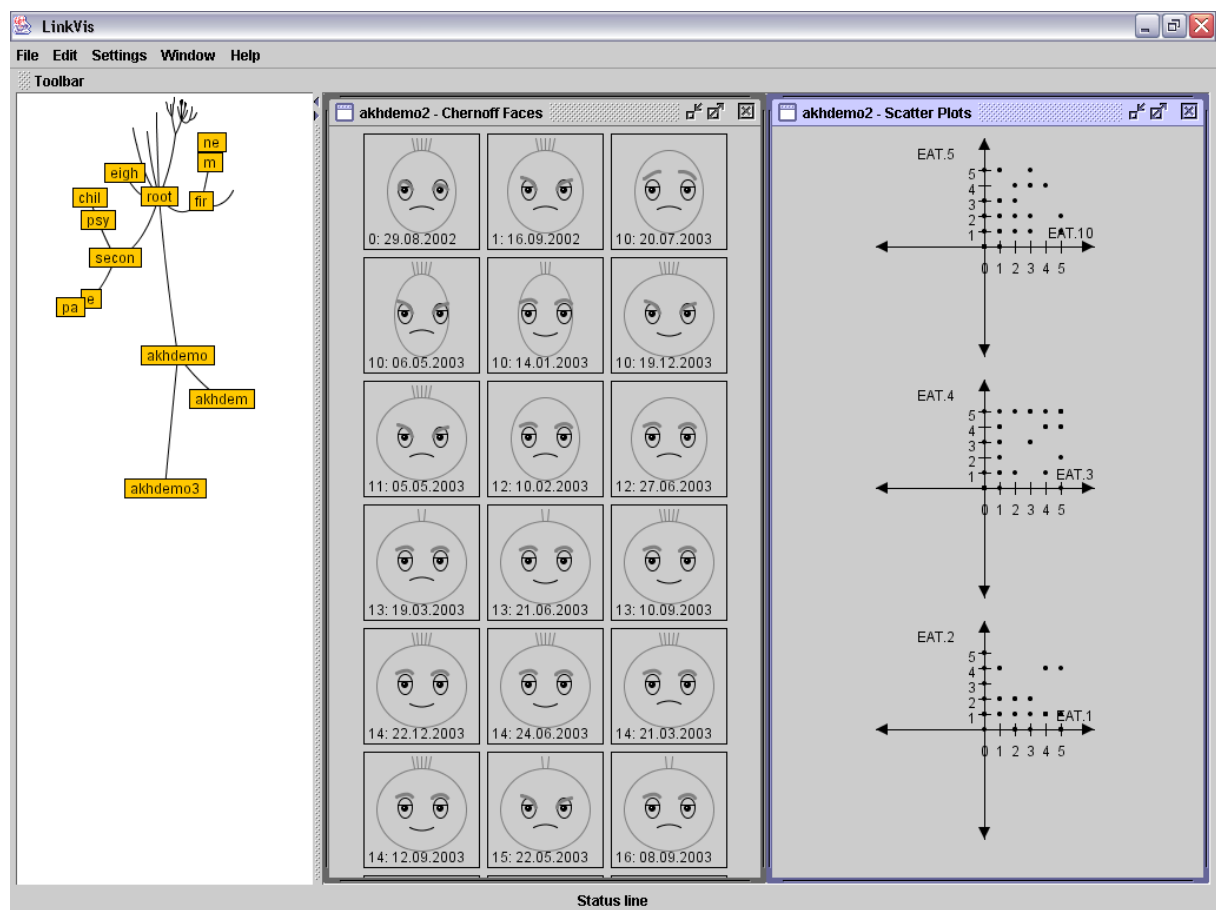 LinkVis
File Edit Settings Window Help
Toolbar
ne
m
eigh
root
fir
chil
psy
secon
e
pa
akhdemo
akhdem
akhdemo3
akhdemo2 - Chernoff Faces
0: 29.08.2002 1: 16.09.2002 10: 20.07.2003
10: 06.05.2003 10: 14.01.2003 10: 19.12.2003
11: 05.05.2003 12: 10.02.2003 12: 27.06.2003
13: 19.03.2003 13: 21.06.2003 13: 10.09.2003
14: 22.12.2003 14: 24.06.2003 14: 21.03.2003
14: 12.09.2003 15: 22.05.2003 16: 08.09.2003
akhdemo2 - Scatter Plots
EAT.5
5
4
3
2
1
EAT.10
0 1 2 3 4 5
EAT.4
5
4
3
2
1
EAT.3
0 1 2 3 4 5
EAT.2
5
4
3
2
1
EAT.1
0 1 2 3 4 5
Status line